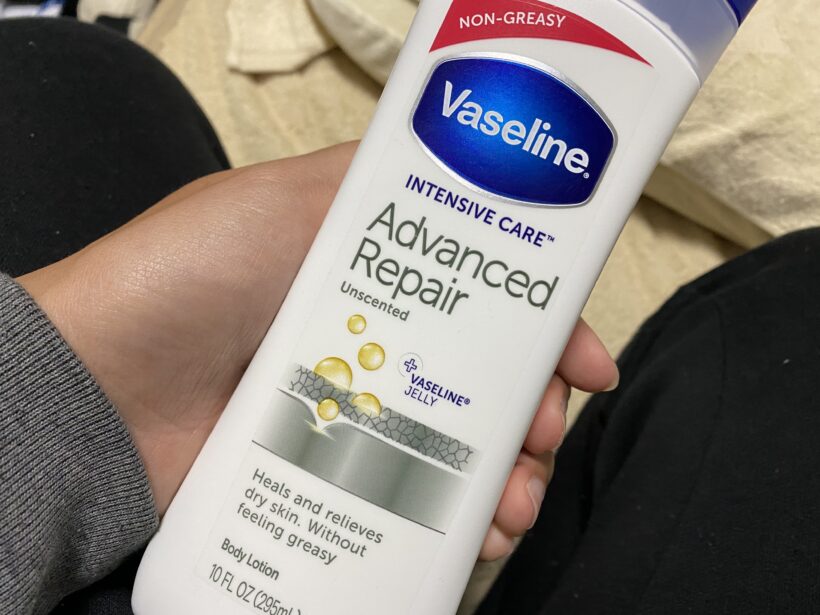 NON-GREASY
Vaseline®
INTENSIVE CARE™
Advanced
Repair
Unscented
VASELINE®
JELLY
Heals and relieves
dry skin. Without
feeling greasy
Body Lotion
10 FL OZ (295mL)